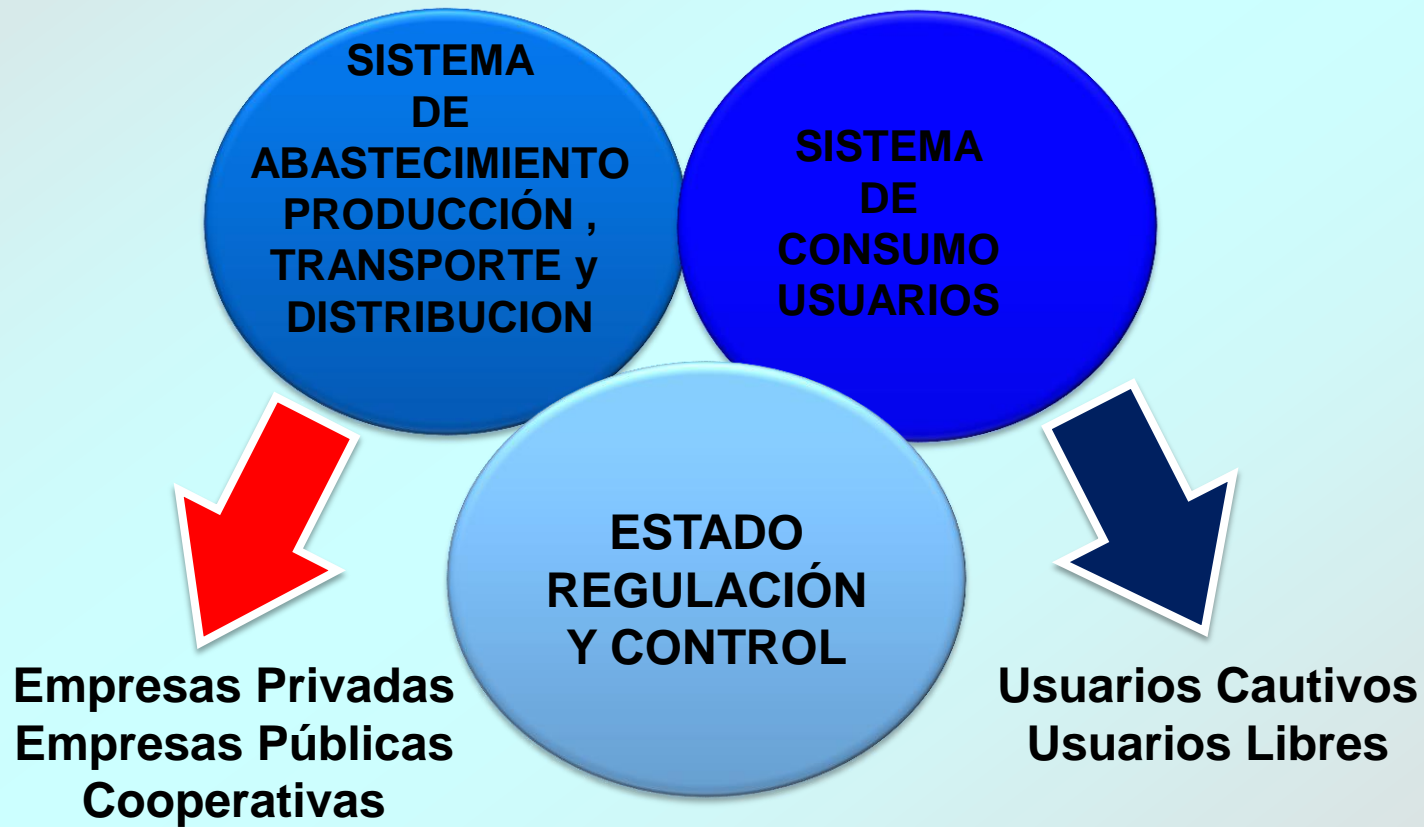 SISTEMA
DE
ABASTECIMIENTO
PRODUCCIÓN ,
TRANSPORTE y
DISTRIBUCION
SISTEMA
DE
CONSUMO
USUARIOS
ESTADO
REGULACIÓN
Y CONTROL
Empresas Privadas
Empresas Públicas
Cooperativas
Usuarios Cautivos
Usuarios Libres